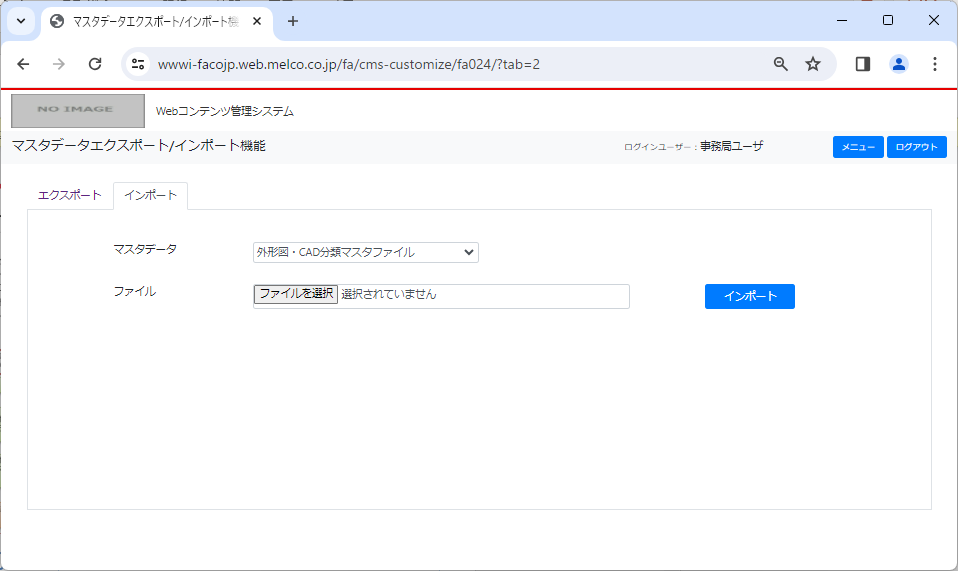 マスタデータエクスポート/インポート機
wwwi-facojp.web.melco.co.jp/fa/cms-customize/fa024/?tab=2
NO IMAGE Webコンテンツ管理システム
マスタデータエクスポート/インポート機能 ログインユーザー：事務局ユーザ メニュー ログアウト
エクスポート インポート
マスタデータ 外形図・CAD分類マスタファイル
ファイル ファイルを選択 選択されていません インポート